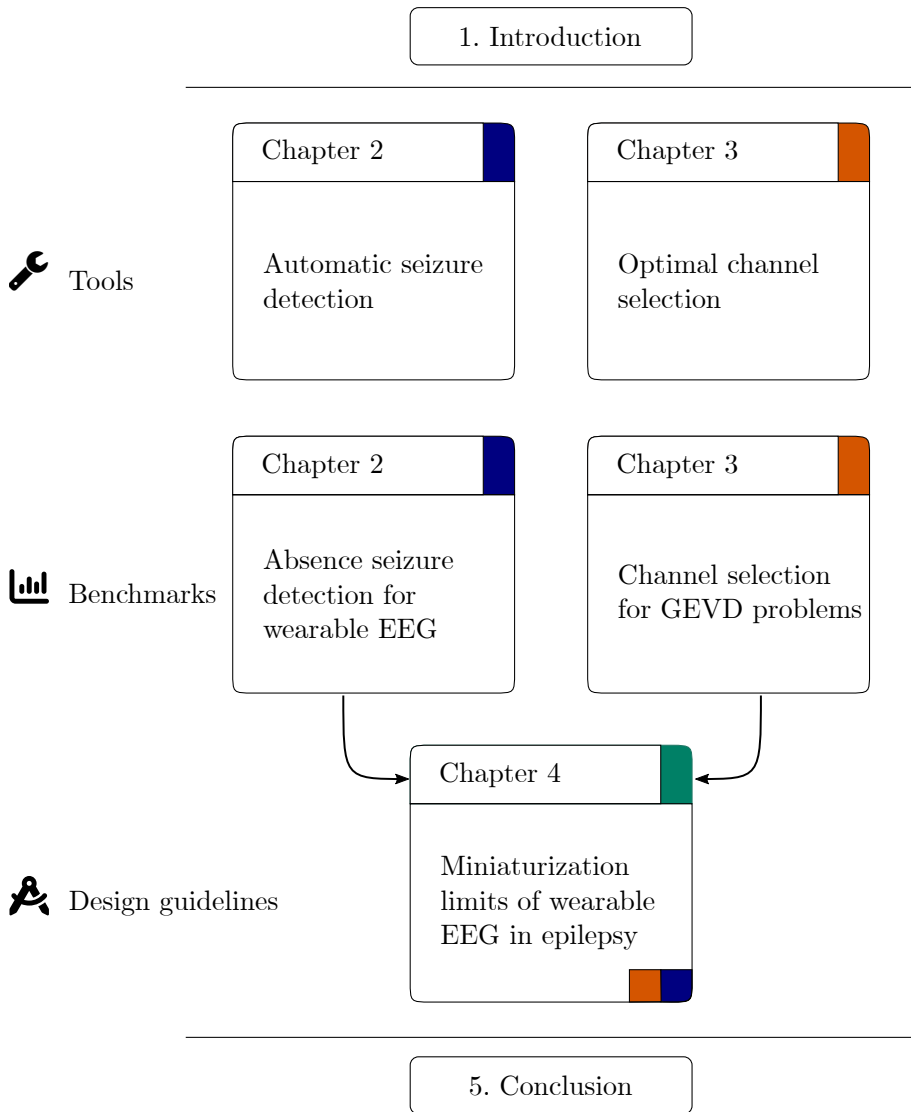 1. Introduction
Chapter 2
Chapter 3
Tools
Automatic seizure
detection
Optimal channel
selection
Chapter 2
Chapter 3
Benchmarks
Absence seizure
detection for
wearable EEG
Channel selection
for GEVD problems
Chapter 4
Design guidelines
Miniaturization
limits of wearable
EEG in epilepsy
5. Conclusion